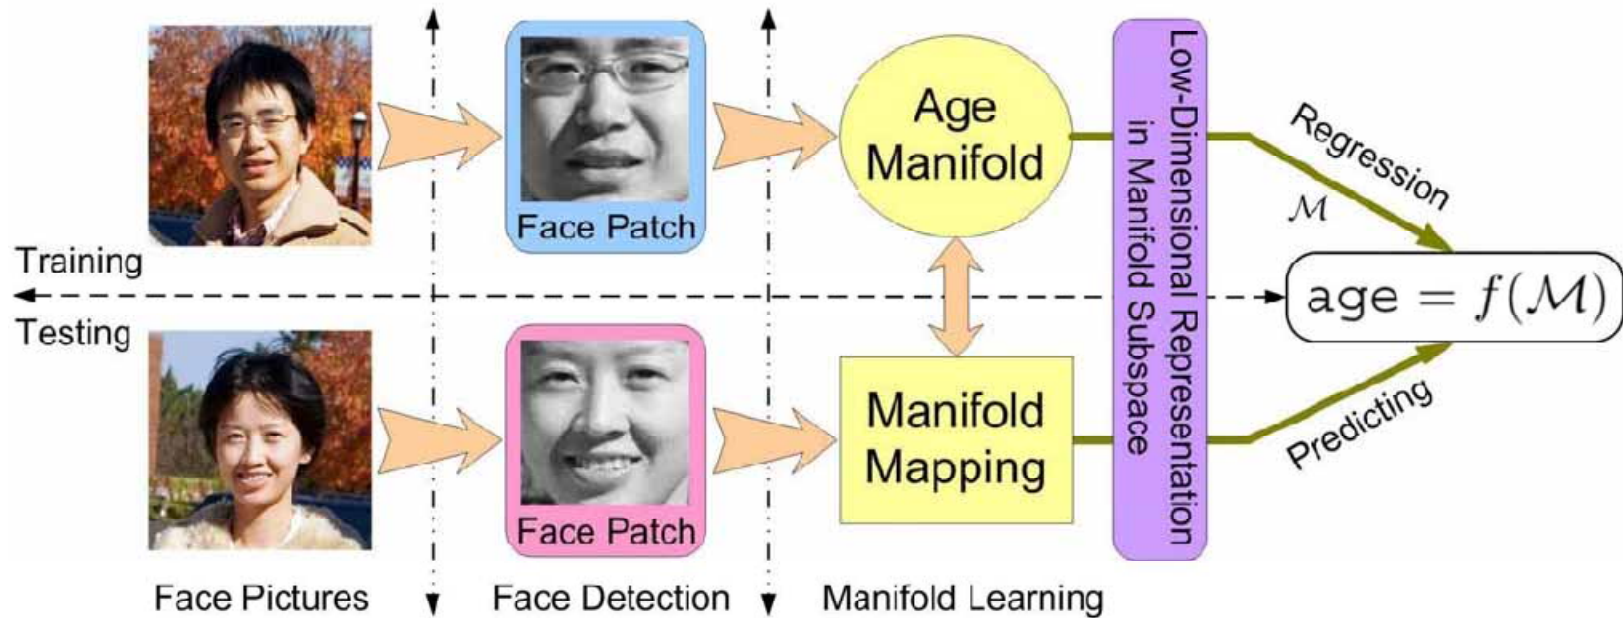 Training
Testing
Face Pictures
Face Patch
Face Patch
Face Detection
Age
Manifold
Manifold
Mapping
Manifold Learning
Low-Dimensional Representation
in Manifold Subspace
Regression
ℳ
age = f(ℳ)
Predicting